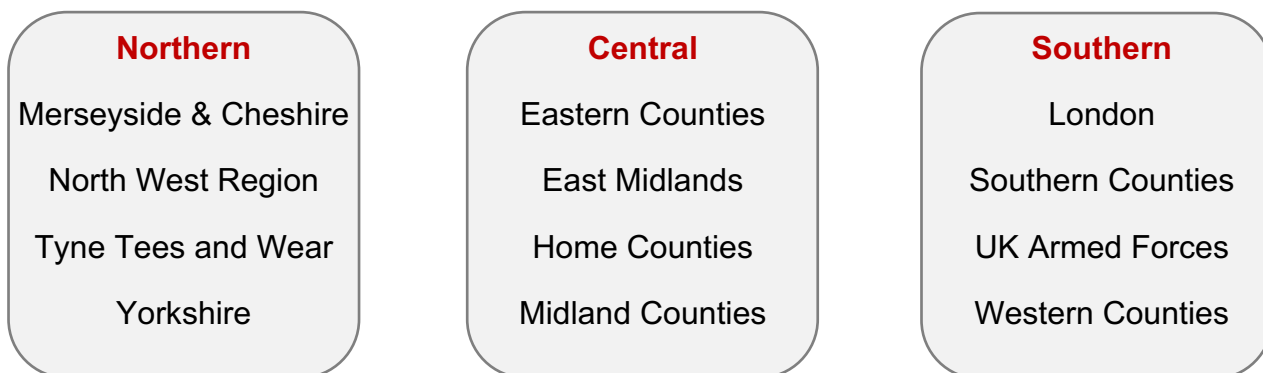 Northern
Merseyside & Cheshire
North West Region
Tyne Tees and Wear
Yorkshire
Central
Eastern Counties
East Midlands
Home Counties
Midland Counties
Southern
London
Southern Counties
UK Armed Forces
Western Counties